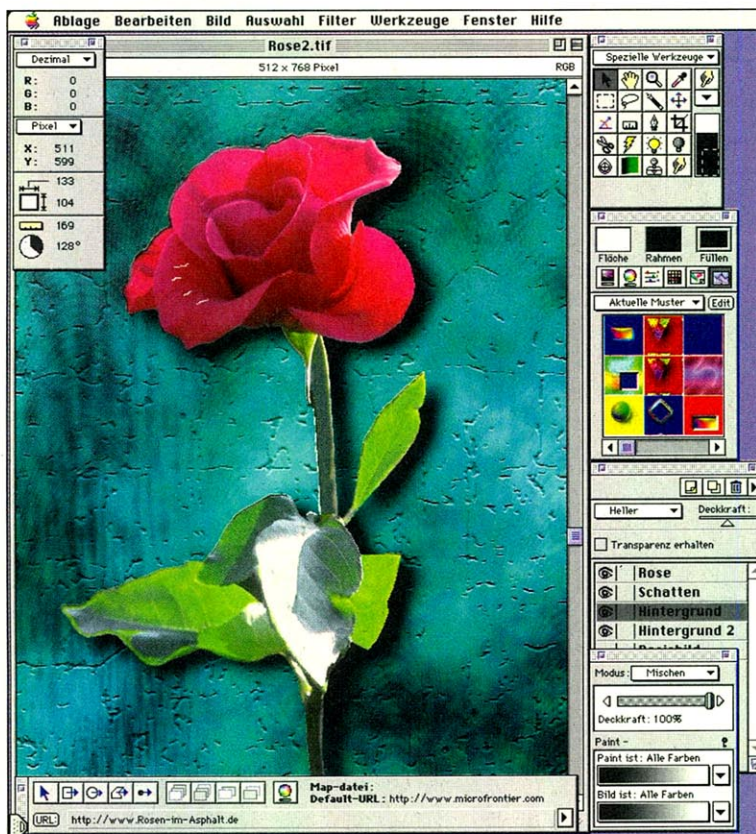 Ablage Bearbeiten Bild Auswahl Filter Werkzeuge Fenster Hilfe
Rose2.tif
512 x 768 Pixel RGB
Dezimal
R: 0
G: 0
B: 0
Pixel
X: 511
Y: 599
133
104
169
128°
Spezielle Werkzeuge
Fläche Rahmen Füllen
Aktuelle Muster Edit
Heller Deckkraft:
Transparenz erhalten
Rose
Schatten
Hintergrund
Hintergrund 2
Modus: Mischen
Deckkraft: 100%
Paint -
Paint ist: Alle Farben
Bild ist: Alle Farben
Map-datei:
Default-URL: http://www.microfrontier.com
URL: http://www.Rosen-im-Asphalt.de